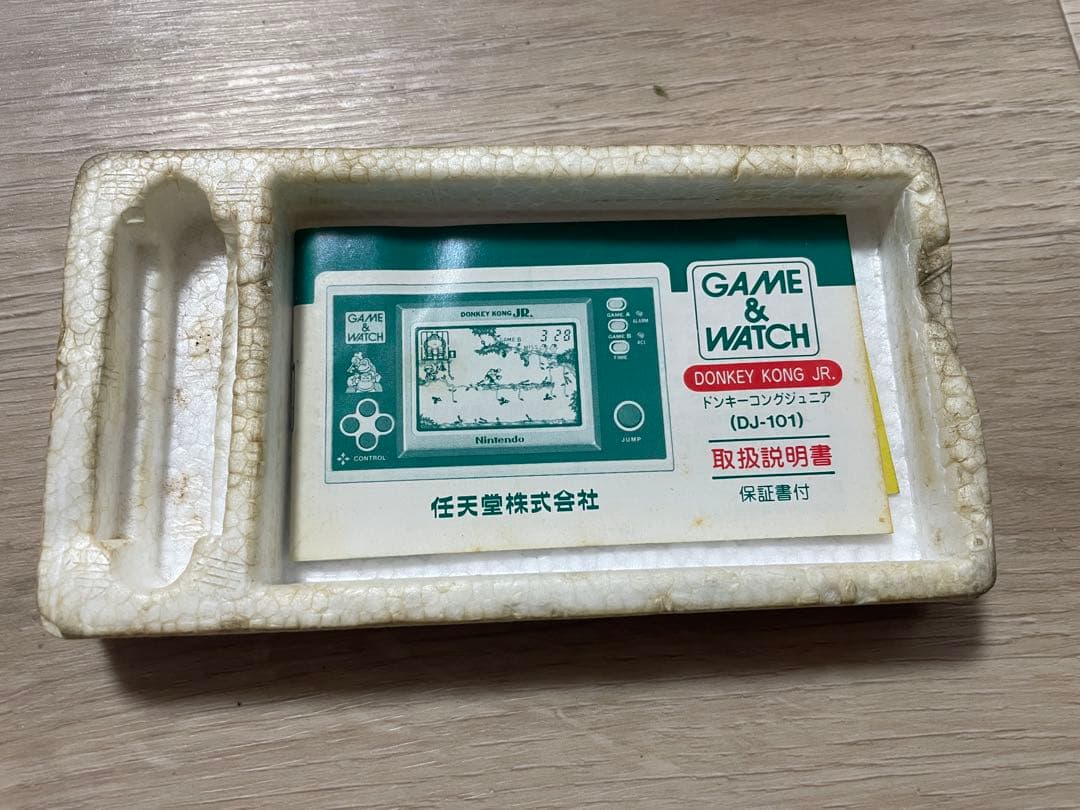 GAME
&
WATCH
DONKEY KONG JR.
GAME B
3 28
Nintendo
CONTROL
GAME A
ALARM
GAME B
ACL
TIME
JUMP
任天堂株式会社
GAME
&
WATCH
DONKEY KONG JR.
ドンキーコングジュニア
(DJ-101)
取扱説明書
保証書付